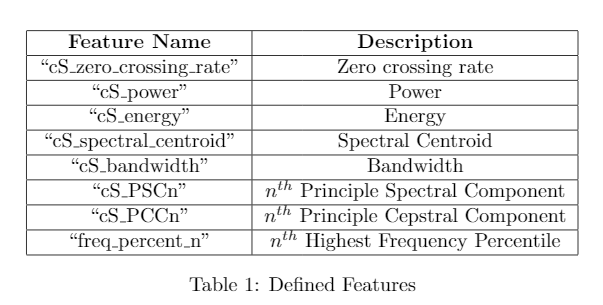 Feature Name Description
“cS_zero_crossing_rate” Zero crossing rate
“cS_power” Power
“cS_energy” Energy
“cS_spectral_centroid” Spectral Centroid
“cS_bandwidth” Bandwidth
“cS_PSCn” n^th Principle Spectral Component
“cS_PCCn” n^th Principle Cepstral Component
“freq_percent_n” n^th Highest Frequency Percentile
Table 1: Defined Features